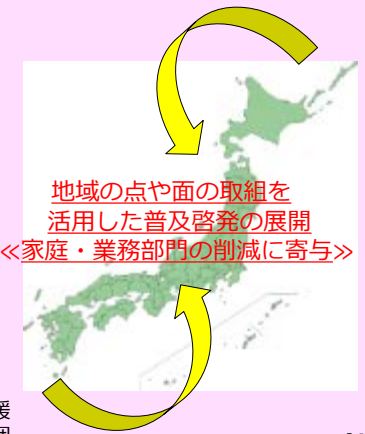 地域の点や面の取組を
活用した普及啓発の展開
≪家庭・業務部門の削減に寄与≫
援